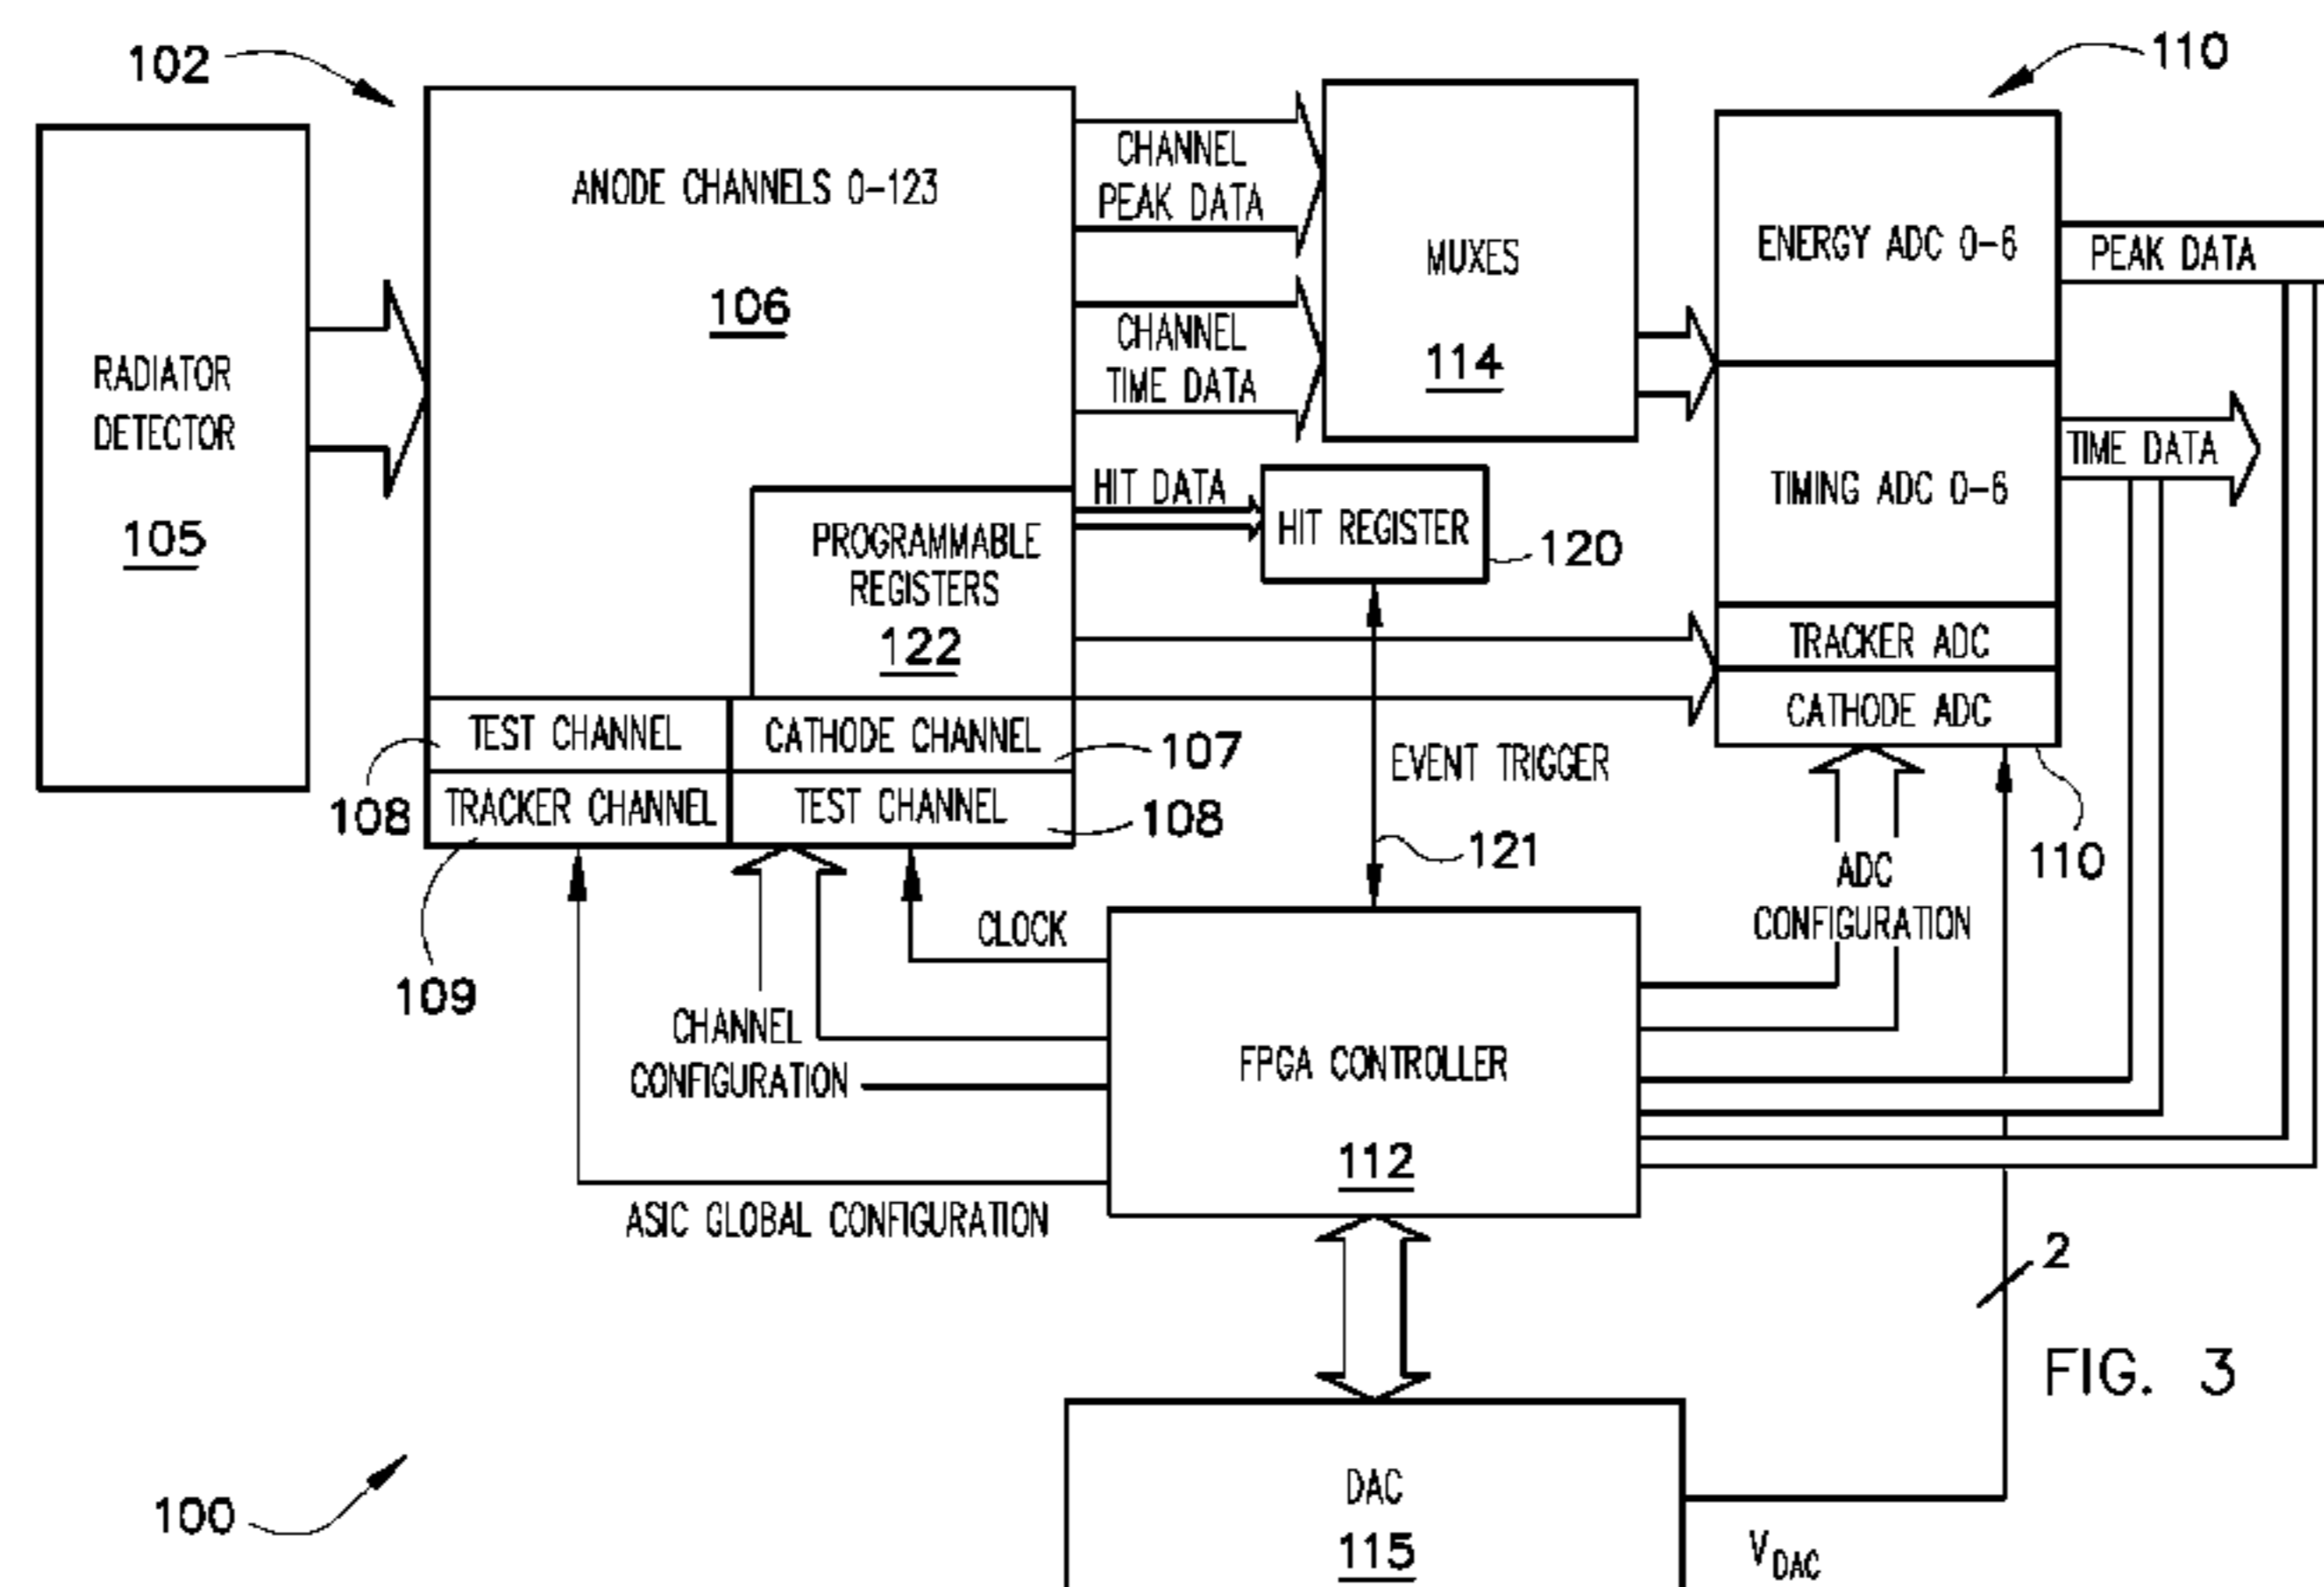 102
110
RADIATOR
DETECTOR
105
ANODE CHANNELS 0-123
106
CHANNEL
PEAK DATA
CHANNEL
TIME DATA
MUXES
114
ENERGY ADC 0-6
PEAK DATA
TIMING ADC 0-6
TIME DATA
TRACKER ADC
CATHODE ADC
110
HIT DATA
HIT REGISTER
120
PROGRAMMABLE
REGISTERS
122
TEST CHANNEL
CATHODE CHANNEL
107
108
TRACKER CHANNEL
TEST CHANNEL
108
109
EVENT TRIGGER
121
ADC
CONFIGURATION
CLOCK
CHANNEL
CONFIGURATION
FPGA CONTROLLER
112
ASIC GLOBAL CONFIGURATION
2
FIG. 3
100
DAC
115
VDAC